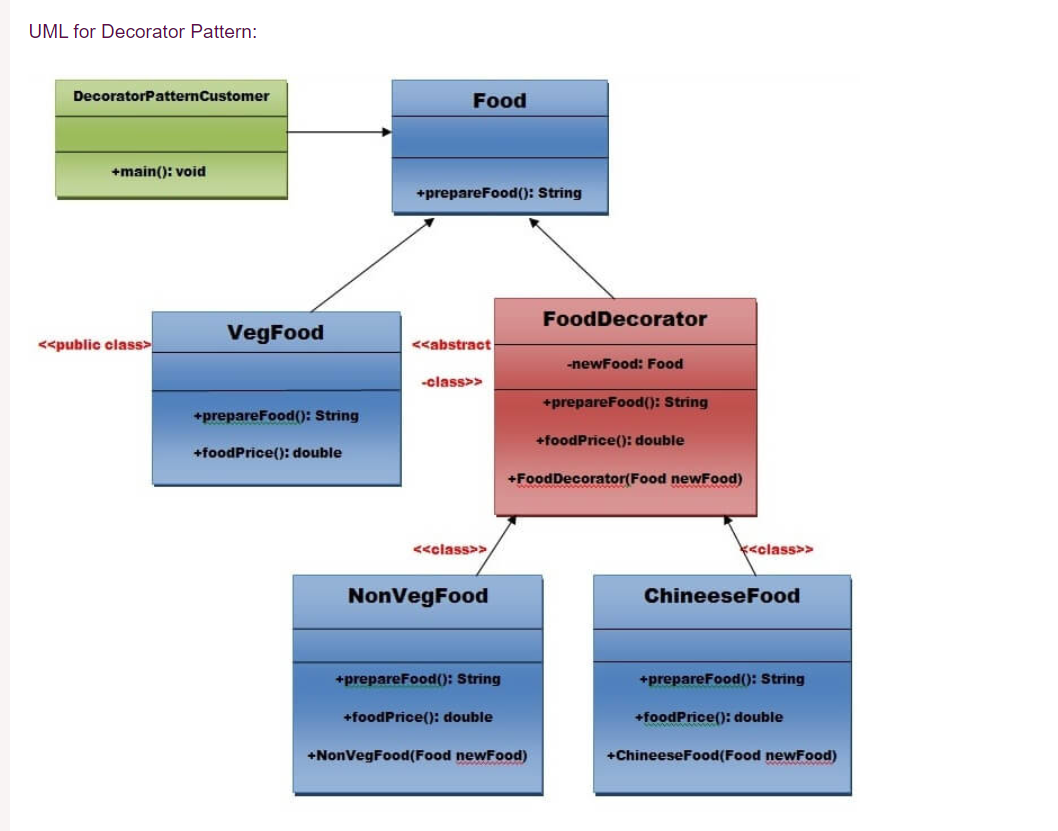 UML for Decorator Pattern:
DecoratorPatternCustomer
+main(): void
Food
+prepareFood(): String
<<public class>
VegFood
+prepareFood(): String
+foodPrice(): double
<<abstract
-class>>
FoodDecorator
-newFood: Food
+prepareFood(): String
+foodPrice(): double
+FoodDecorator(Food newFood)
<<class>>
<<class>>
NonVegFood
+prepareFood(): String
+foodPrice(): double
+NonVegFood(Food newFood)
ChineeseFood
+prepareFood(): String
+foodPrice(): double
+ChineeseFood(Food newFood)